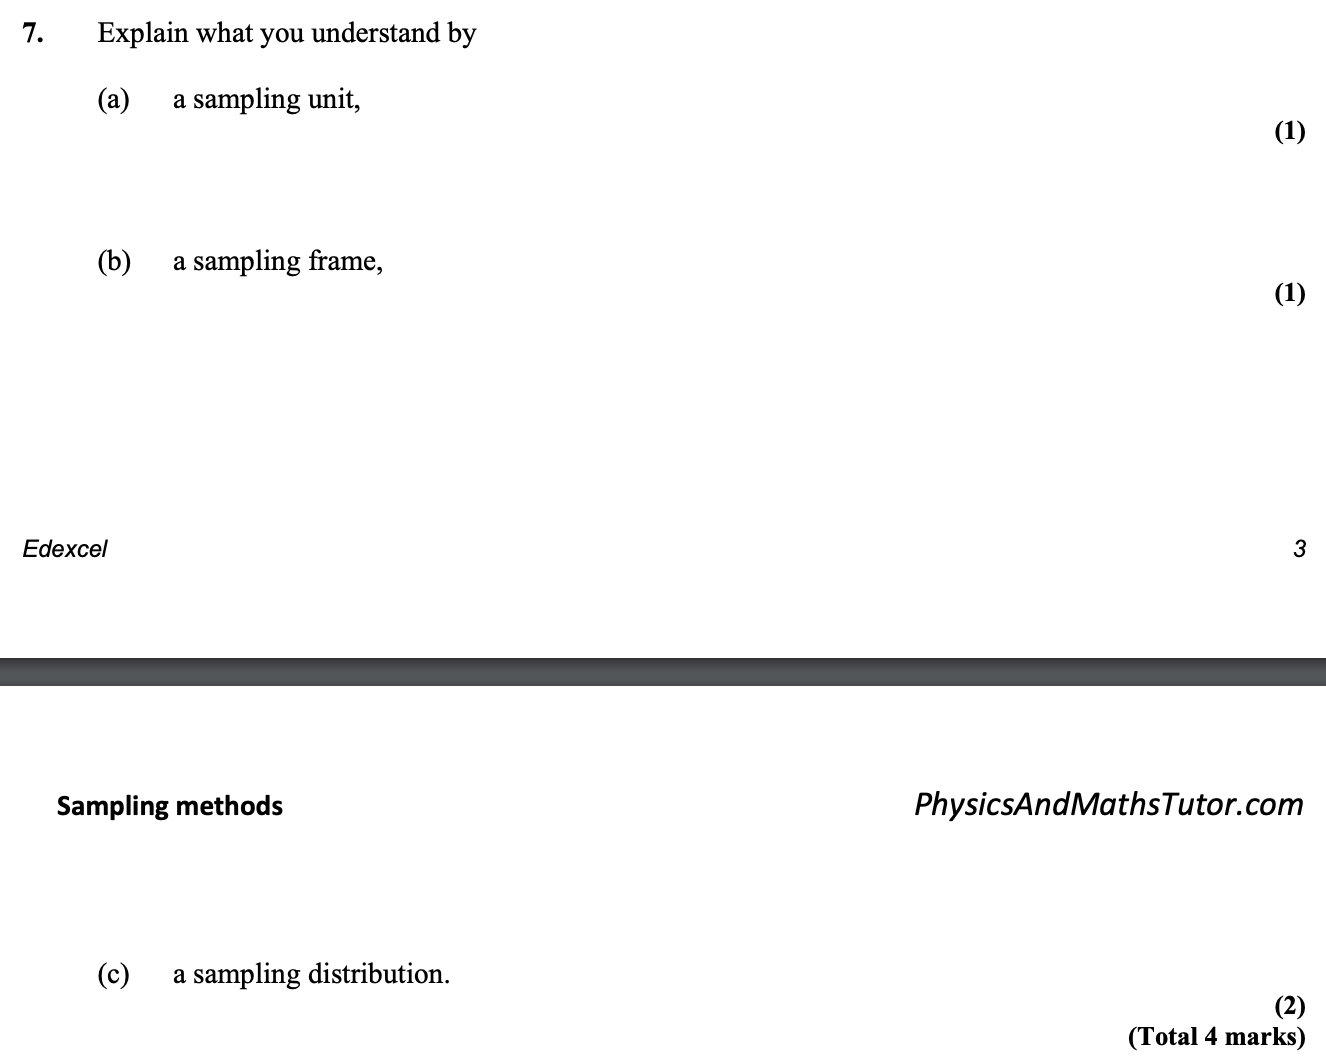 7. Explain what you understand by
(a) a sampling unit,
(1)
(b) a sampling frame,
(1)
Edexcel 3
Sampling methods PhysicsAndMathsTutor.com
(c) a sampling distribution.
(2)
(Total 4 marks)